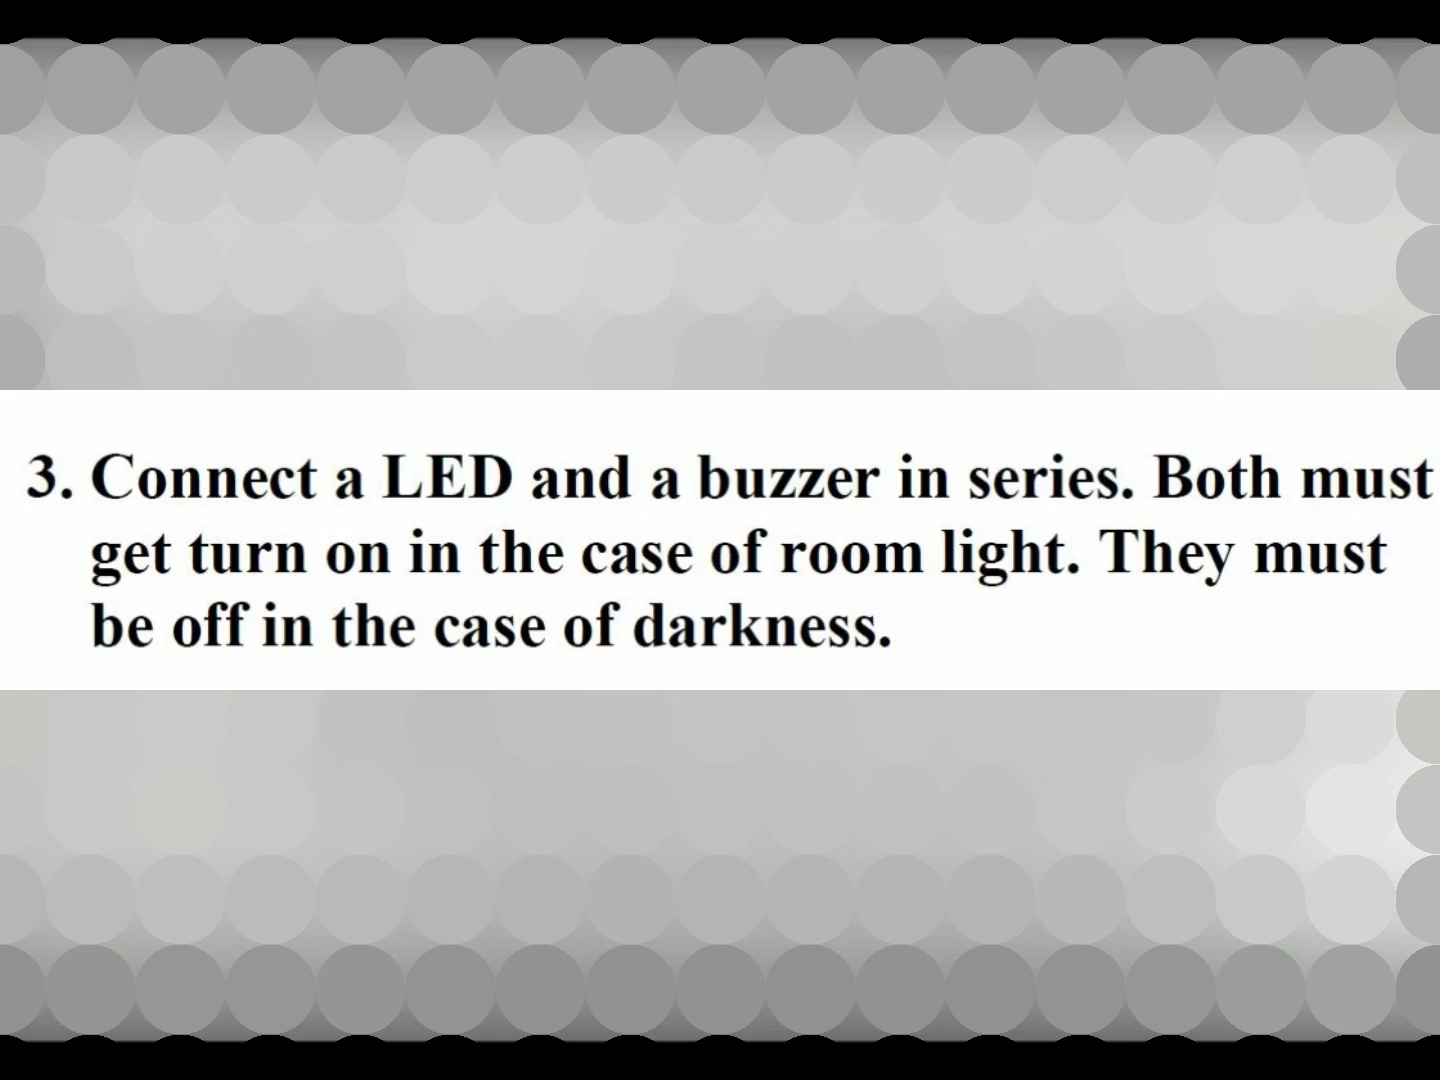 3. Connect a LED and a buzzer in series. Both must
get turn on in the case of room light. They must
be off in the case of darkness.